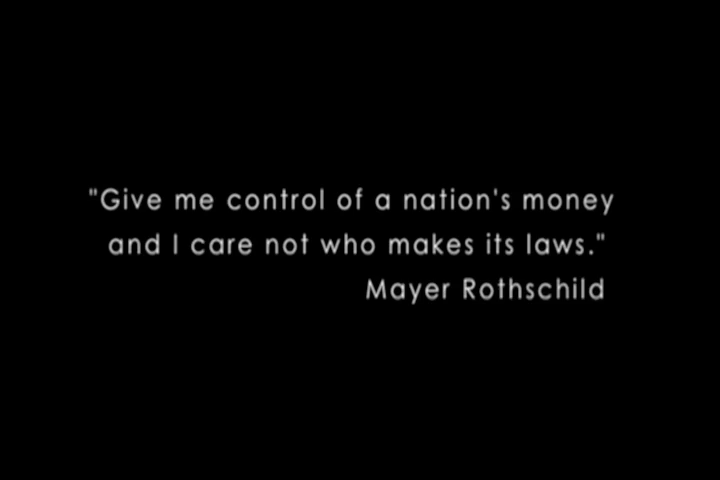 "Give me control of a nation's money
and I care not who makes its laws."
Mayer Rothschild